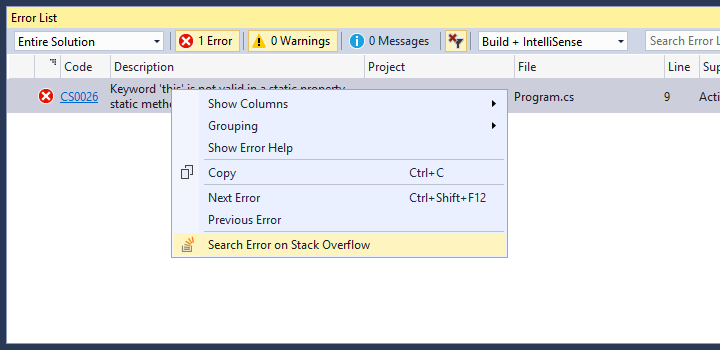 Error List
Entire Solution 1 Error 0 Warnings 0 Messages Build + IntelliSense Search Error L
Code Description Project File Line Sup
CS0026 Keyword 'this' is not valid in a static property, Program.cs 9 Acti
static meth
Show Columns
Grouping
Show Error Help
Copy Ctrl+C
Next Error Ctrl+Shift+F12
Previous Error
Search Error on Stack Overflow